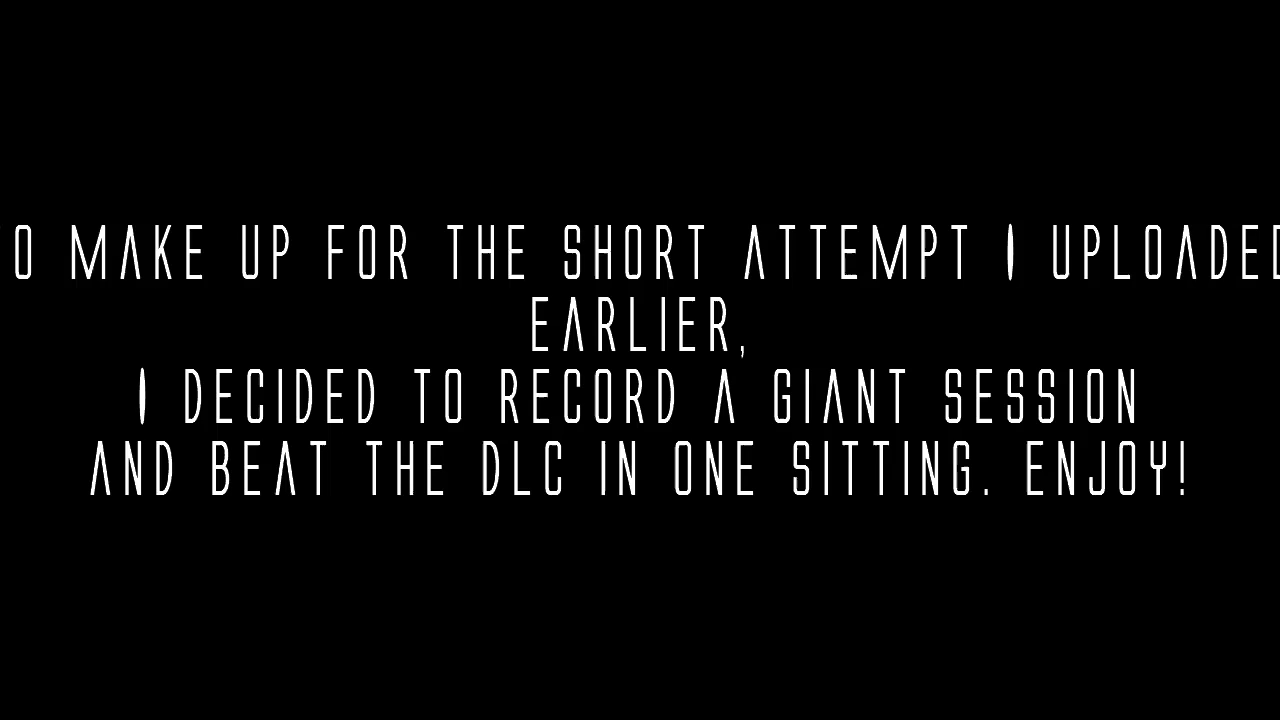 TO MAKE UP FOR THE SHORT ATTEMPT I UPLOADED
EARLIER,
I DECIDED TO RECORD A GIANT SESSION
AND BEAT THE DLC IN ONE SITTING. ENJOY!